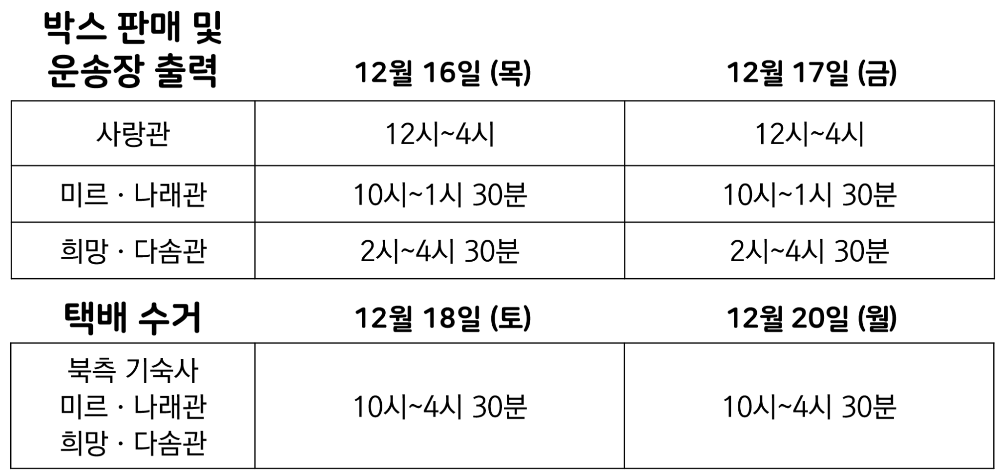 박스 판매 및
운송장 출력 12월 16일 (목) 12월 17일 (금)
사랑관 12시~4시 12시~4시
미르 · 나래관 10시~1시 30분 10시~1시 30분
희망 · 다솜관 2시~4시 30분 2시~4시 30분
택배 수거 12월 18일 (토) 12월 20일 (월)
북측 기숙사
미르 · 나래관 10시~4시 30분 10시~4시 30분
희망 · 다솜관